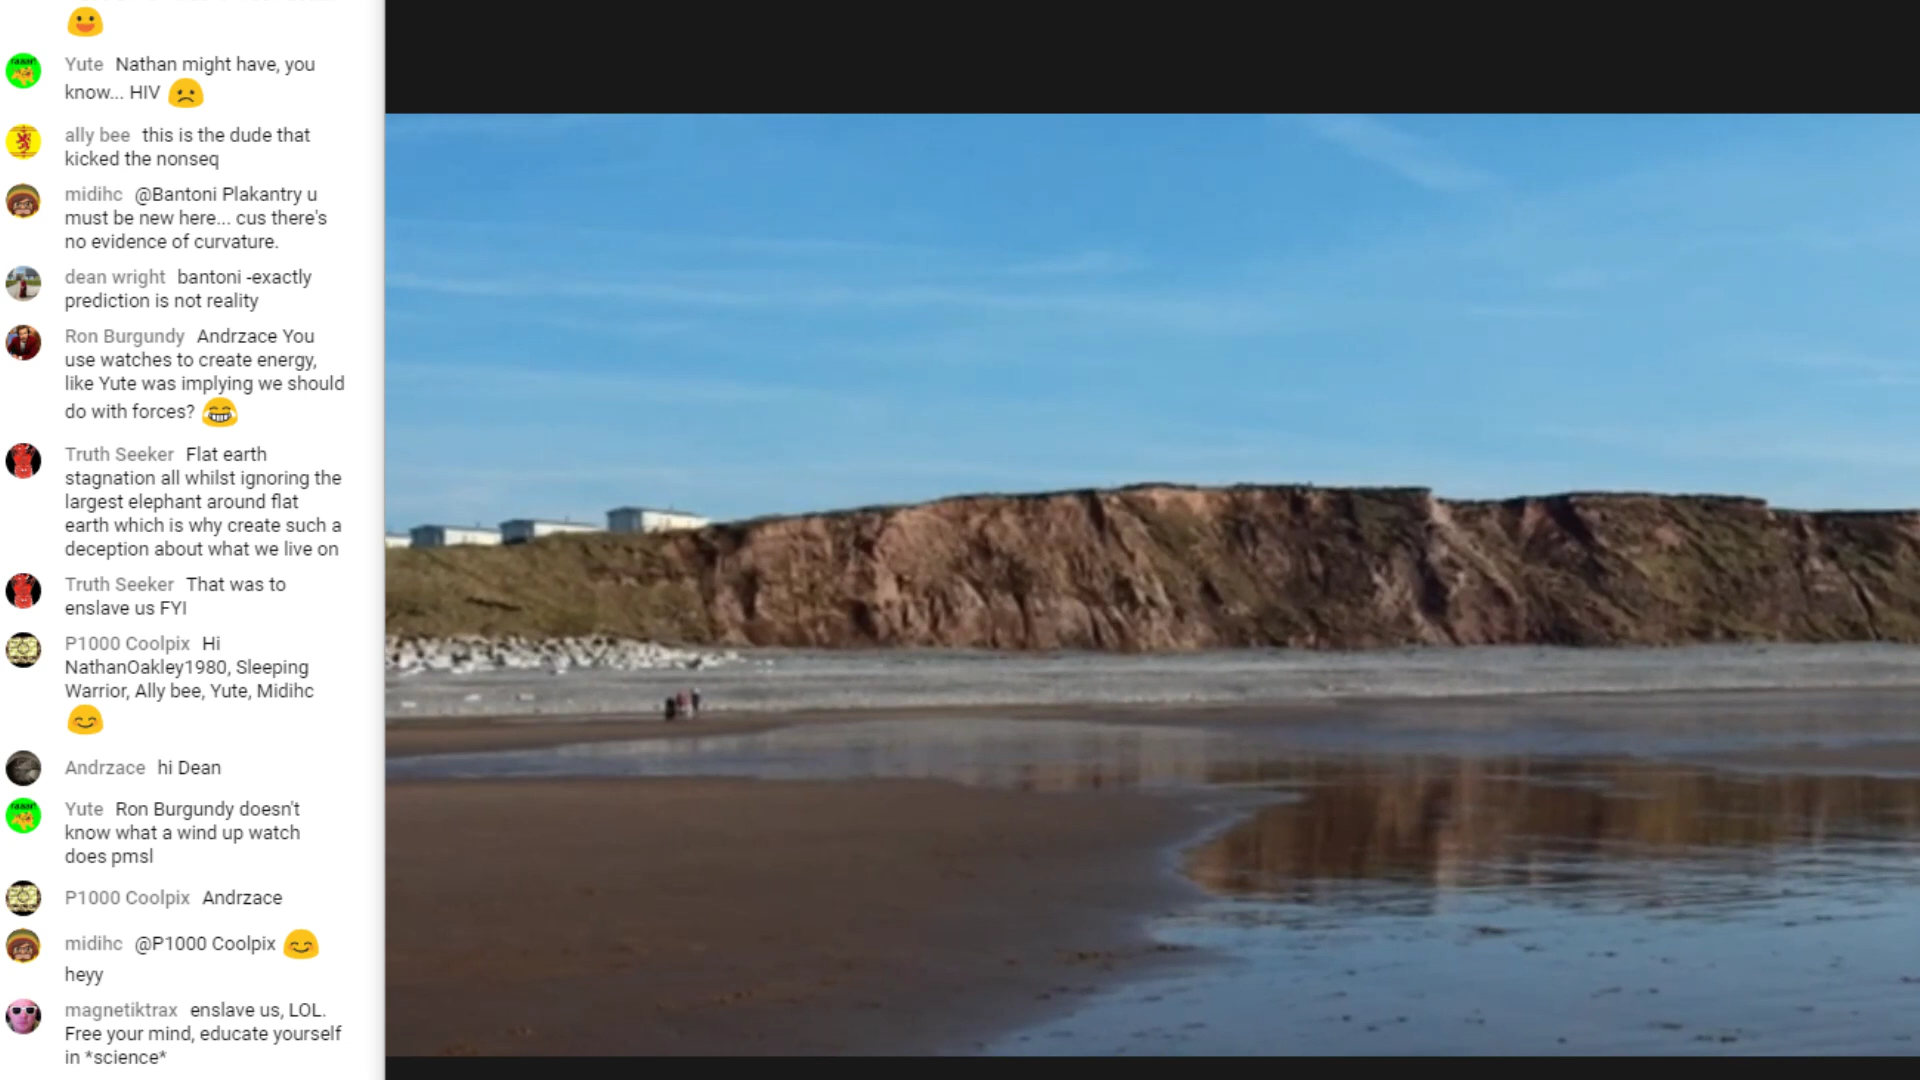 Yute Nathan might have, you
know... HIV
ally bee this is the dude that
kicked the nonseq
midihc @Bantoni Plakantry u
must be new here... cus there's
no evidence of curvature.
dean wright bantoni -exactly
prediction is not reality
Ron Burgundy Andrzace You
use watches to create energy,
like Yute was implying we should
do with forces?
Truth Seeker Flat earth
stagnation all whilst ignoring the
largest elephant around flat
earth which is why create such a
deception about what we live on
Truth Seeker That was to
enslave us FYI
P1000 Coolpix Hi
NathanOakley1980, Sleeping
Warrior, Ally bee, Yute, Midihc
Andrzace hi Dean
Yute Ron Burgundy doesn't
know what a wind up watch
does pmsl
P1000 Coolpix Andrzace
midihc @P1000 Coolpix
heyy
magnetiktrax enslave us, LOL.
Free your mind, educate yourself
in *science*